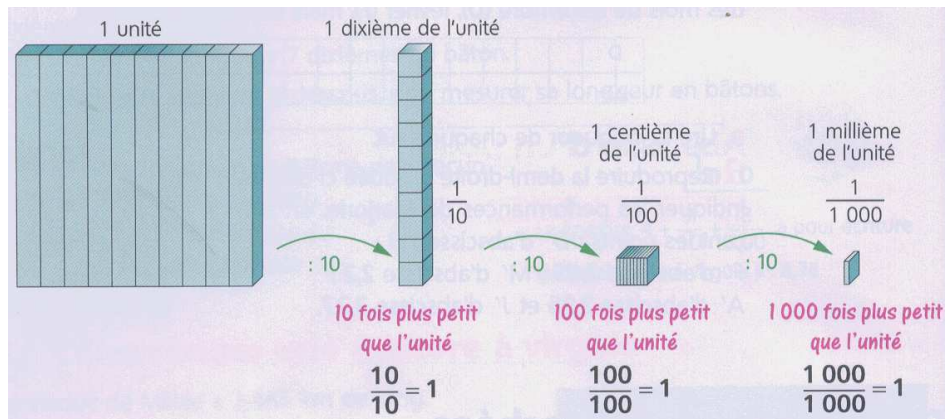 1 unité
1 dixième de l'unité
1 centième
de l'unité
1 millième
de l'unité
1
10
1
100
1
1 000
: 10
: 10
: 10
10 fois plus petit
que l'unité
100 fois plus petit
que l'unité
1 000 fois plus petit
que l'unité
10
10 = 1
100
100 = 1
1 000
1 000 = 1